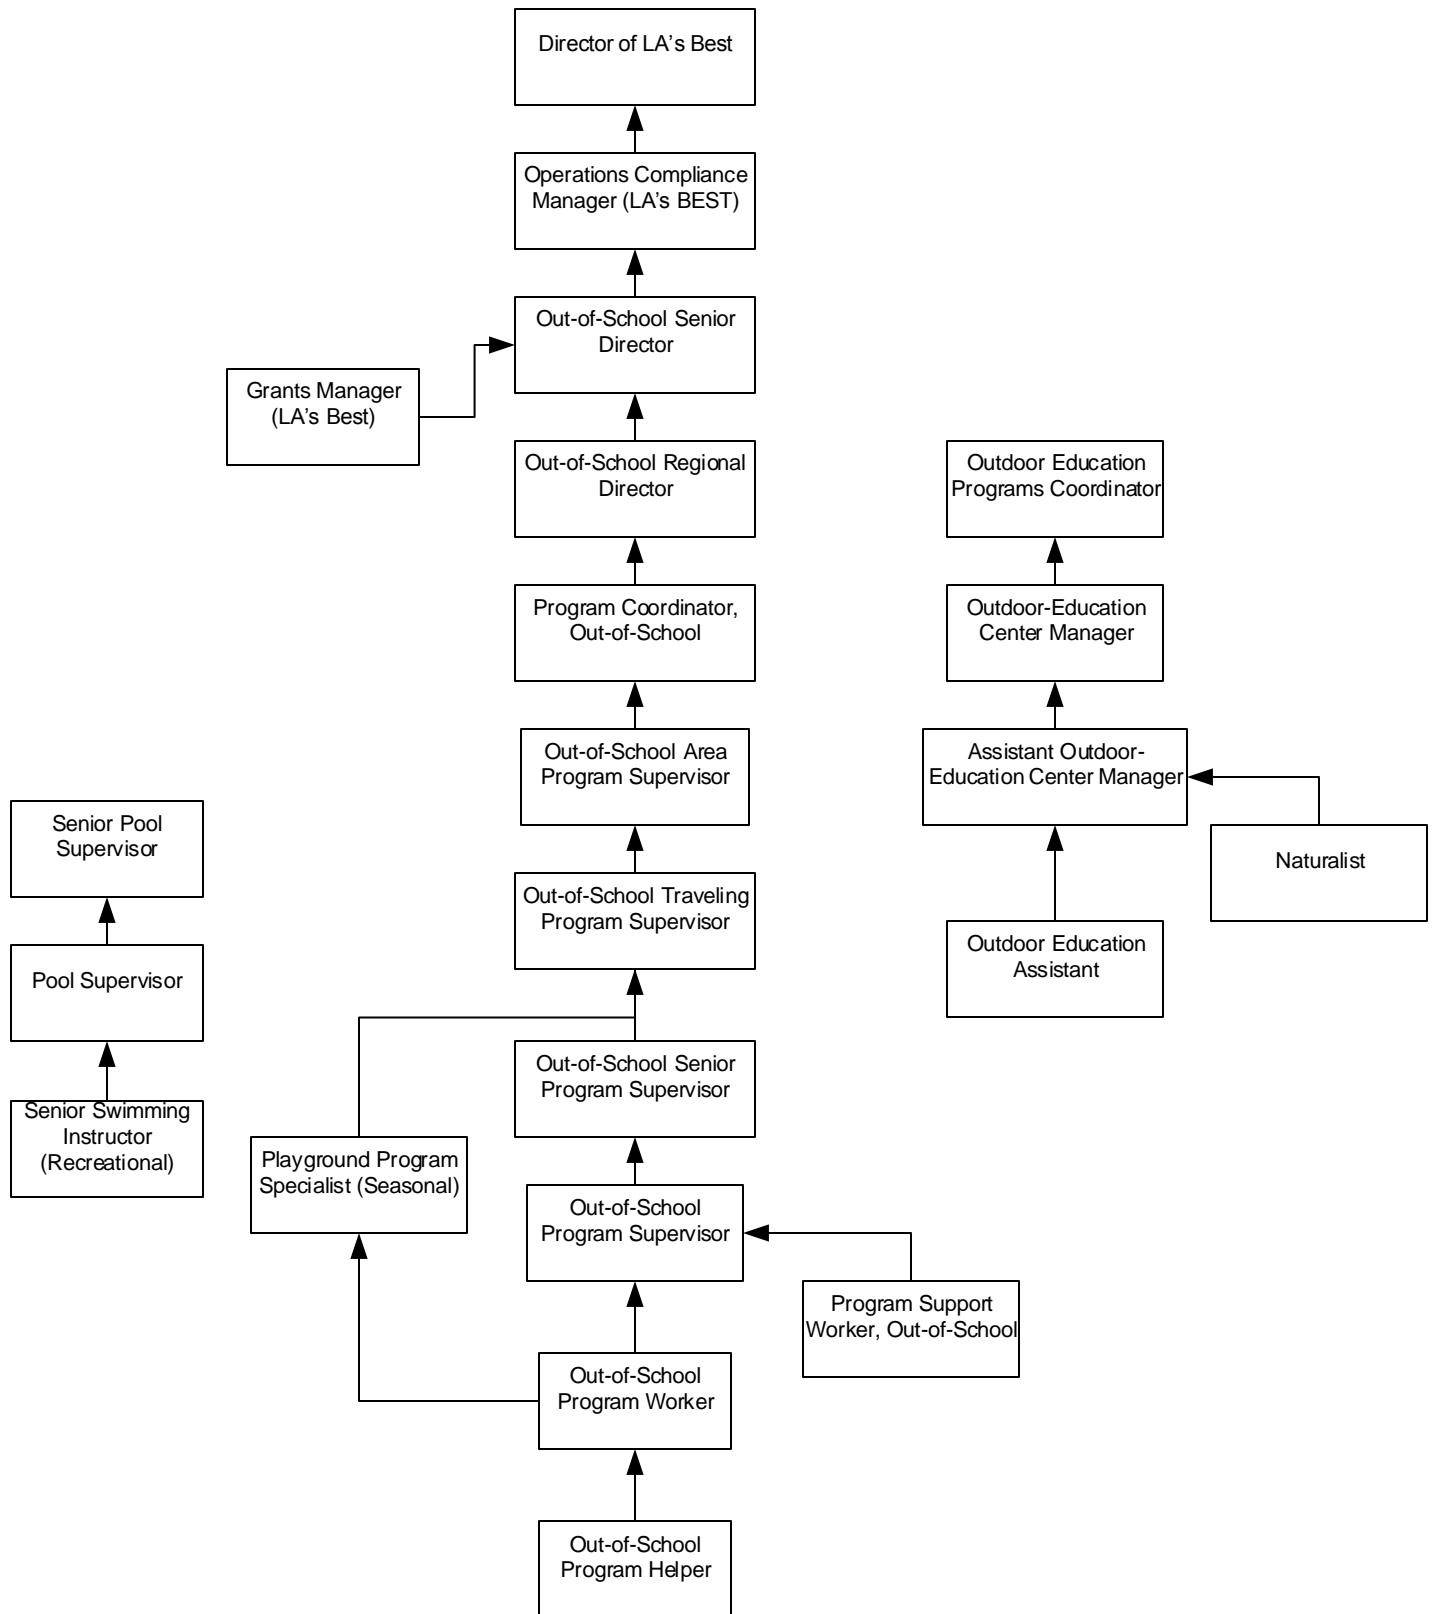 Director of LA's Best
Operations Compliance
Manager (LA's BEST)
Out-of-School Senior
Director
Grants Manager
(LA's Best)
Out-of-School Regional
Director
Outdoor Education
Programs Coordinator
Program Coordinator,
Out-of-School
Outdoor-Education
Center Manager
Out-of-School Area
Program Supervisor
Assistant Outdoor-
Education Center Manager
Senior Pool
Supervisor
Naturalist
Out-of-School Traveling
Program Supervisor
Outdoor Education
Assistant
Pool Supervisor
Out-of-School Senior
Program Supervisor
Senior Swimming
Instructor
(Recreational)
Playground Program
Specialist (Seasonal)
Out-of-School
Program Supervisor
Program Support
Worker, Out-of-School
Out-of-School
Program Worker
Out-of-School
Program Helper